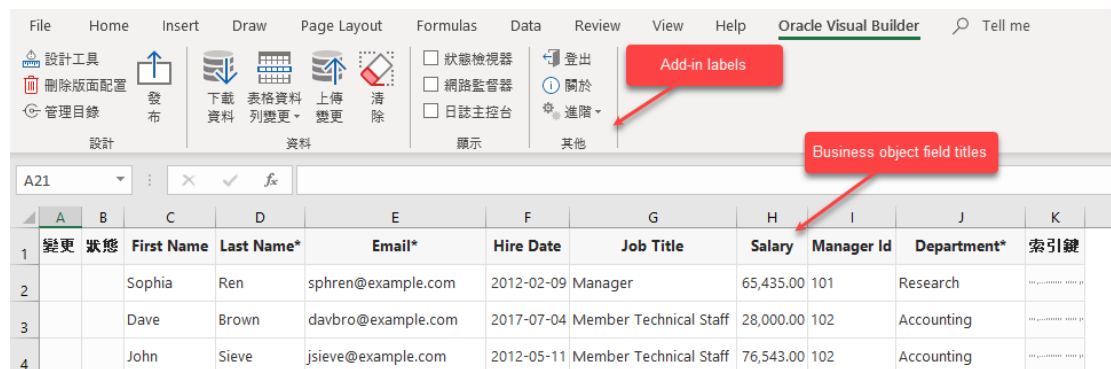 File Home Insert Draw Page Layout Formulas Data Review View Help Oracle Visual Builder Tell me
設計工具
刪除版面配置
管理目錄
發
布
設計
下載
資料
表格資料
列變更
上傳
變更
清
除
資料
狀態檢視器
網路監督器
日誌主控台
顯示
登出
關於
進階
其他
Add-in labels
Business object field titles
A21 fx
A B C D E F G H I J K
1 變更 狀態 First Name Last Name* Email* Hire Date Job Title Salary Manager Id Department* 索引鍵
2 Sophia Ren sphren@example.com 2012-02-09 Manager 65,435.00 101 Research
3 Dave Brown davbro@example.com 2017-07-04 Member Technical Staff 28,000.00 102 Accounting
4 John Sieve jsieve@example.com 2012-05-11 Member Technical Staff 76,543.00 102 Accounting